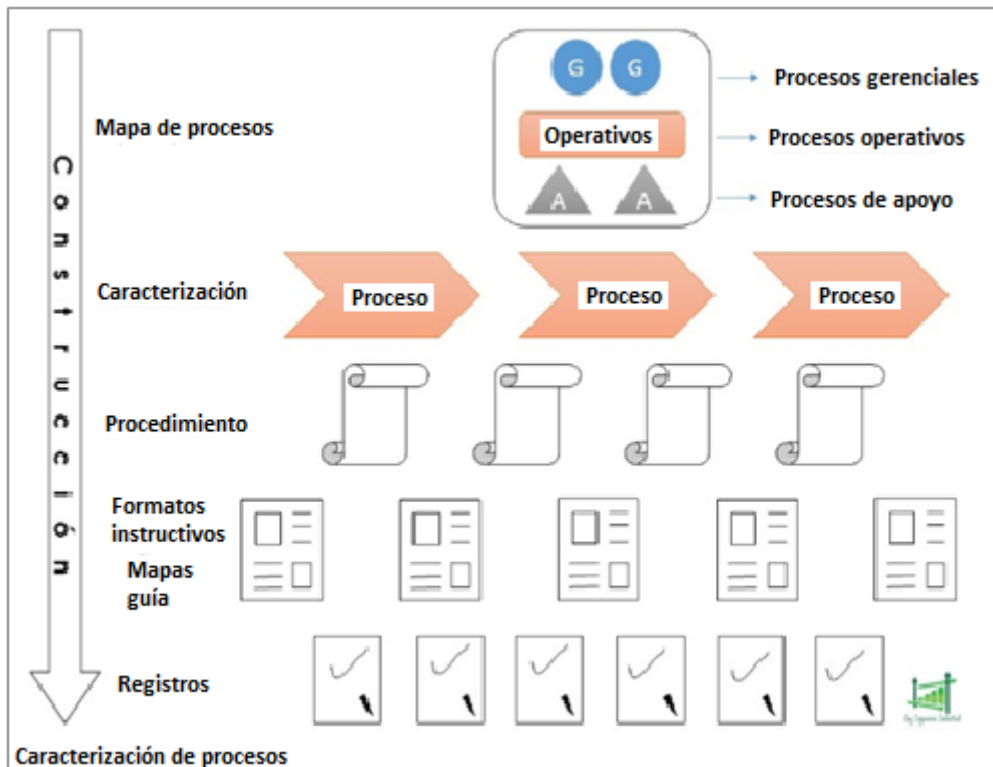 G G
Procesos gerenciales
Mapa de procesos
Operativos
Procesos operativos
A A
Procesos de apoyo
Construcción
Caracterización
Proceso
Proceso
Proceso
Procedimiento
Formatos
instructivos
Mapas
guía
Registros
Caracterización de procesos